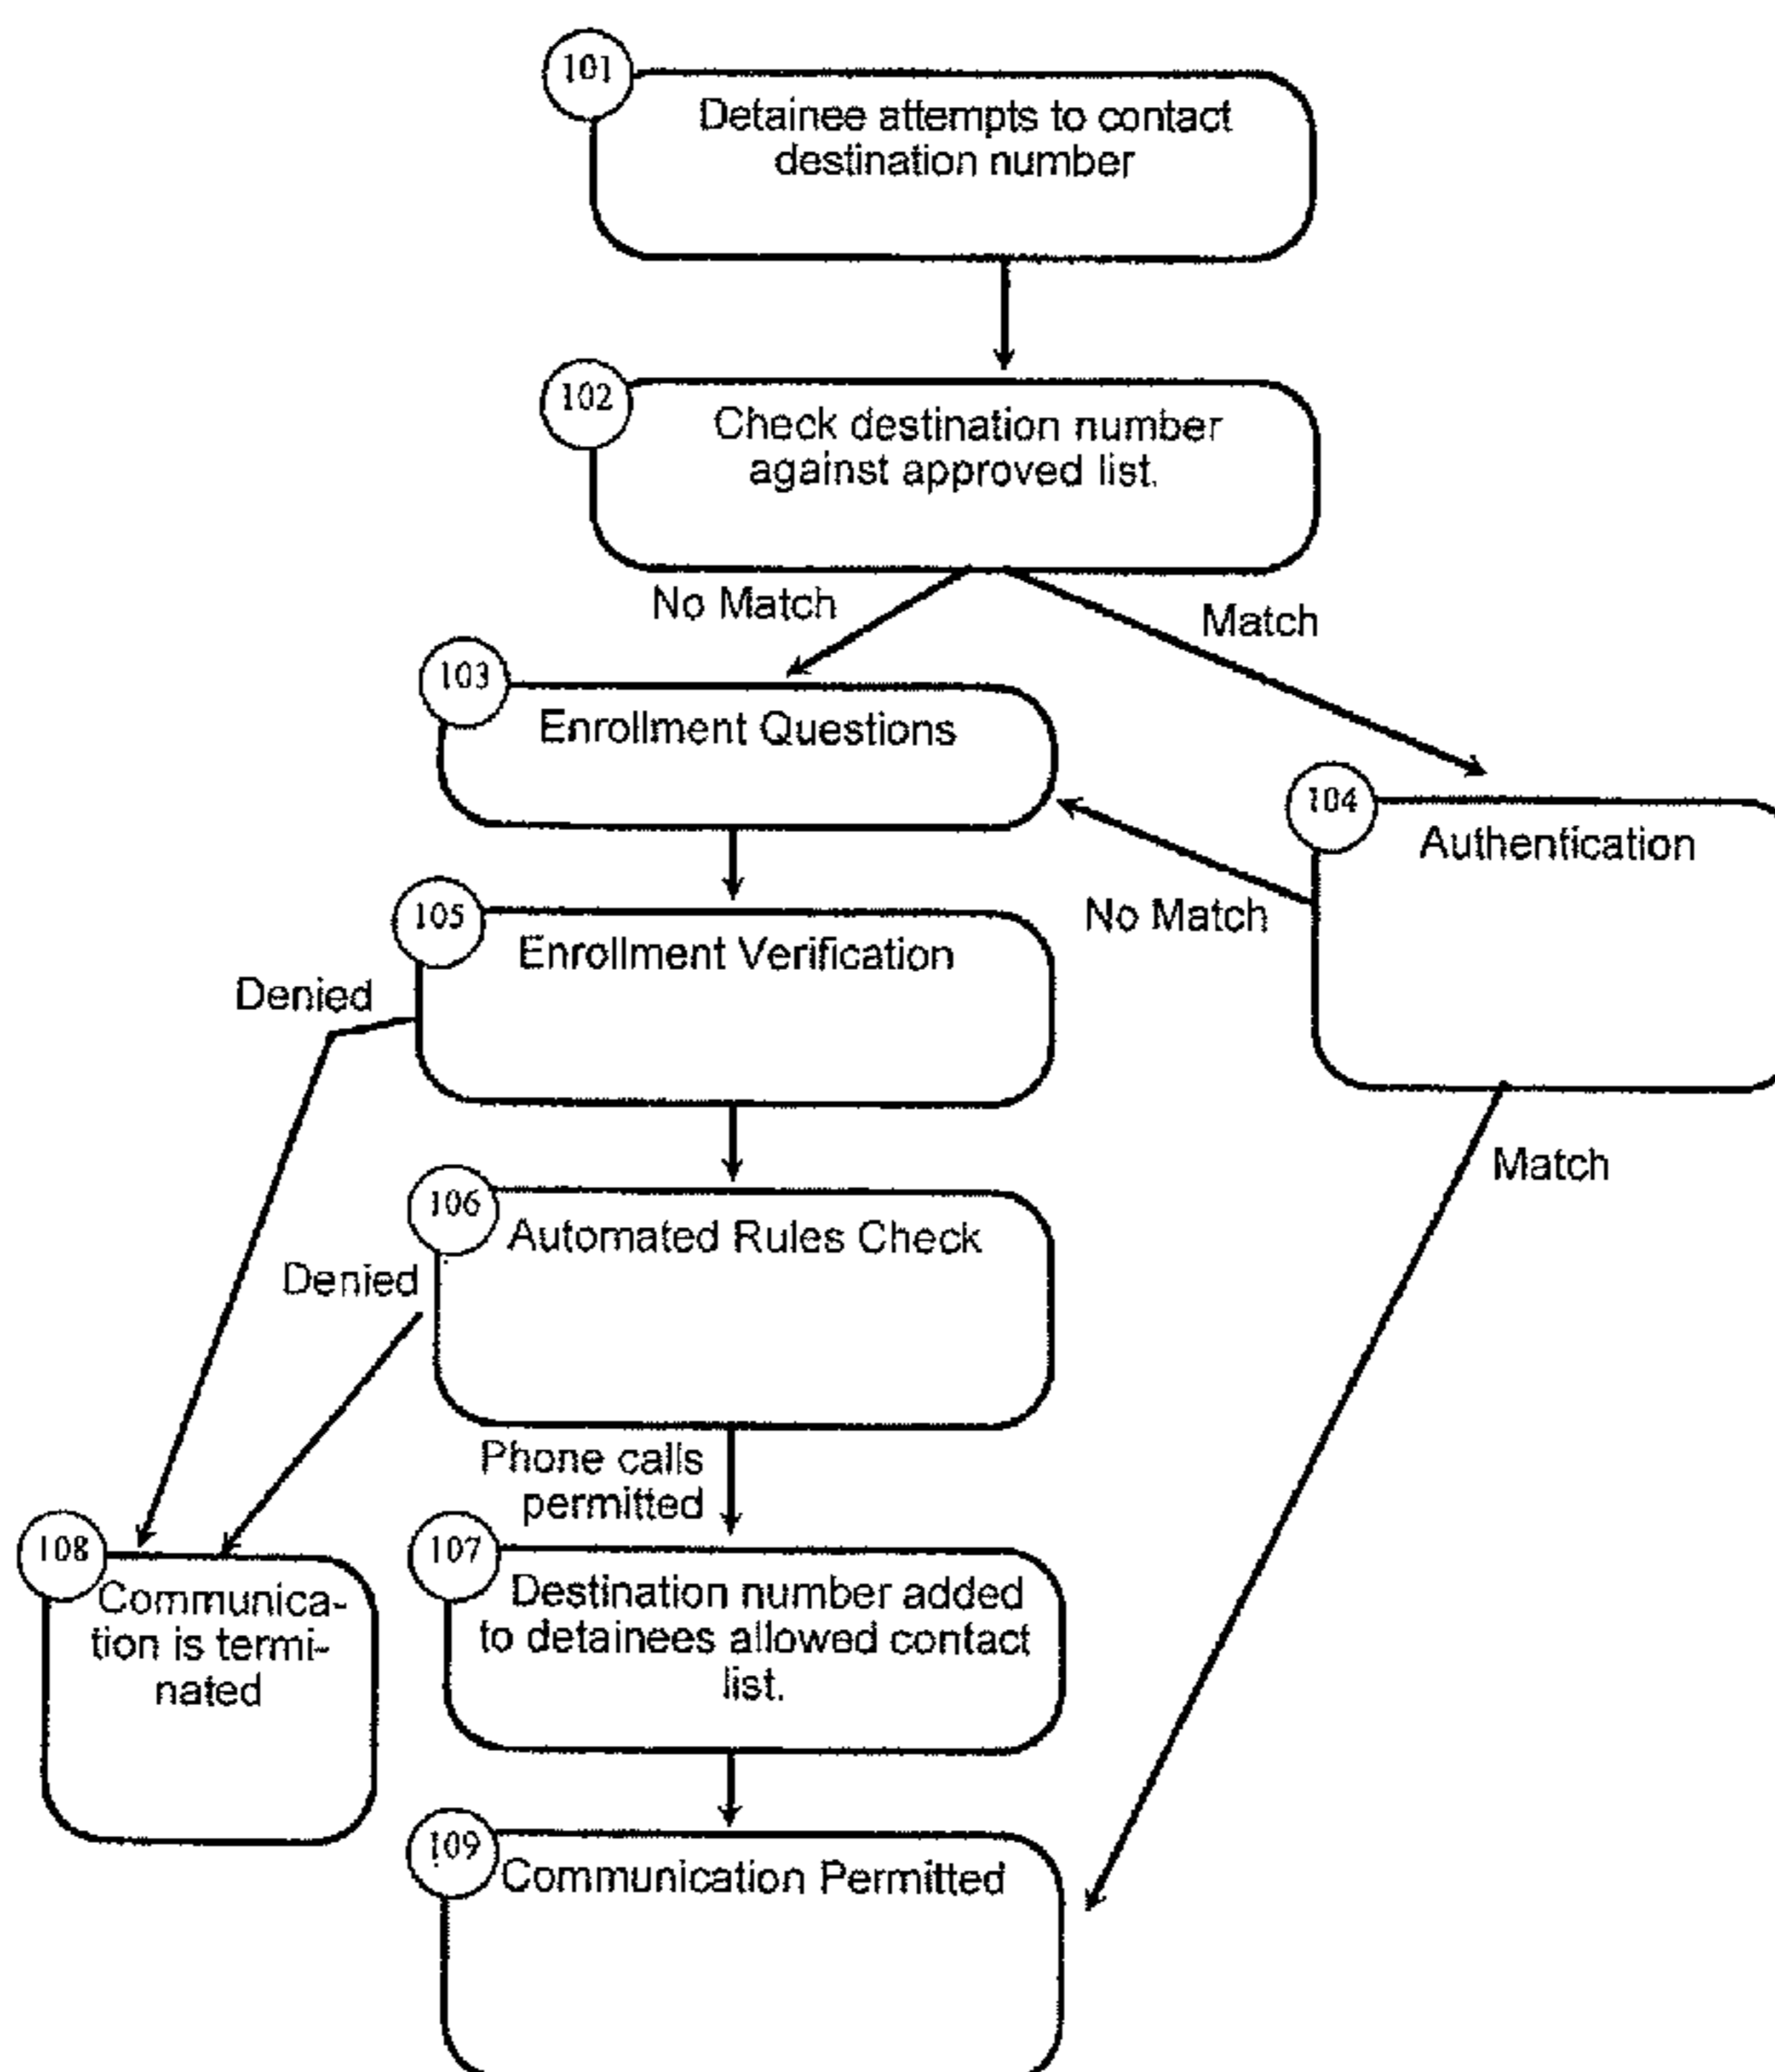 101
Detainee attempts to contact
destination number
102
Check destination number
against approved list.
No Match
Match
103
Enrollment Questions
104
Authentication
No Match
105
Enrollment Verification
Denied
Match
106
Automated Rules Check
Denied
Phone calls
permitted
108
Communica-
tion is termi-
nated
107
Destination number added
to detainees allowed contact
list.
109
Communication Permitted